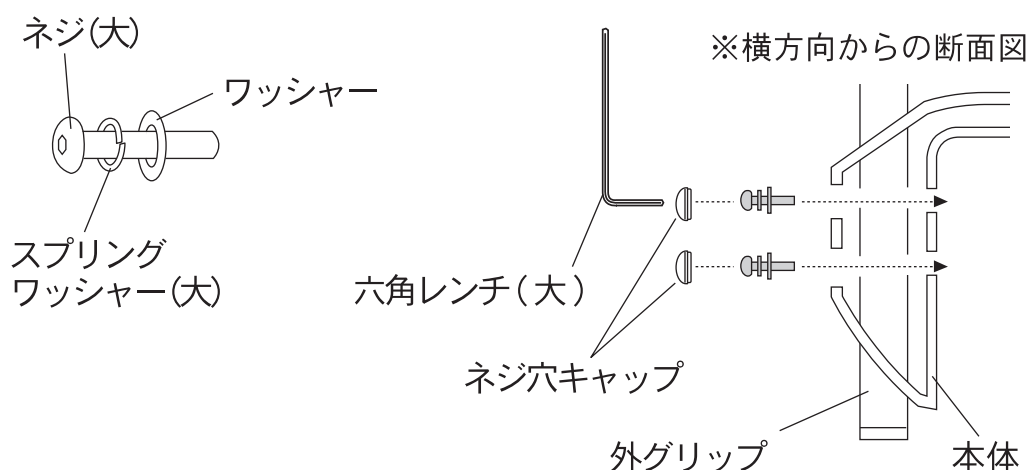 ネジ(大)
ワッシャー
スプリング
ワッシャー(大)
※横方向からの断面図
六角レンチ(大)
ネジ穴キャップ
外グリップ
本体